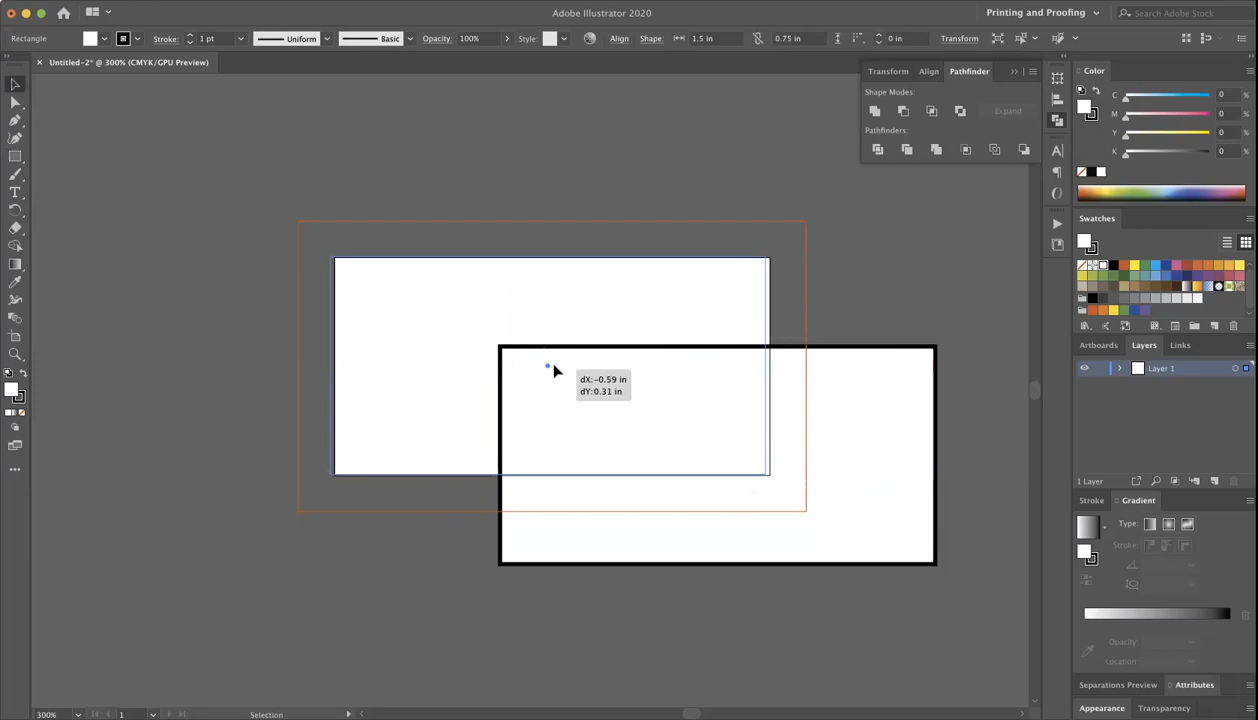 Adobe Illustrator 2020
Printing and Proofing
Search Adobe Stock
Rectangle
Stroke:
1 pt
Uniform
Basic
Opacity:
100%
Style:
Align
Shape:
1.5 in
0.75 in
0 in
Transform
Untitled-2* @ 300% (CMYK/GPU Preview)
Transform
Align
Pathfinder
Shape Modes:
Expand
Pathfinders:
Color
C
0
%
M
0
%
Y
0
%
K
0
%
Swatches
dX:-0.59 in
dY:0.31 in
Artboards
Layers
Links
Layer 1
1 Layer
Stroke
Gradient
Type:
Stroke:
Opacity:
Location:
Separations Preview
Attributes
Appearance
Transparency
300%
1
Selection